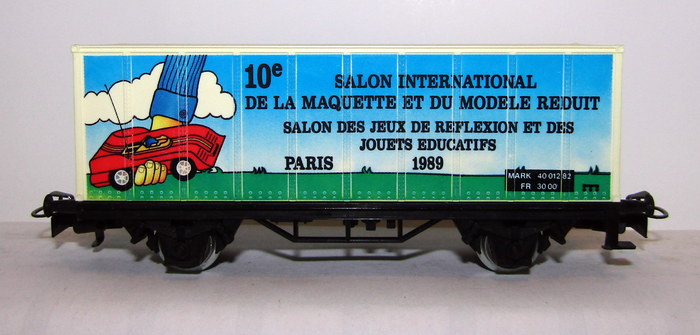 10e
SALON INTERNATIONAL
DE LA MAQUETTE ET DU MODELE REDUIT
SALON DES JEUX DE REFLEXION ET DES
JOUETS EDUCATIFS
PARIS 1989
MARK 40 012 82
FR 30 00